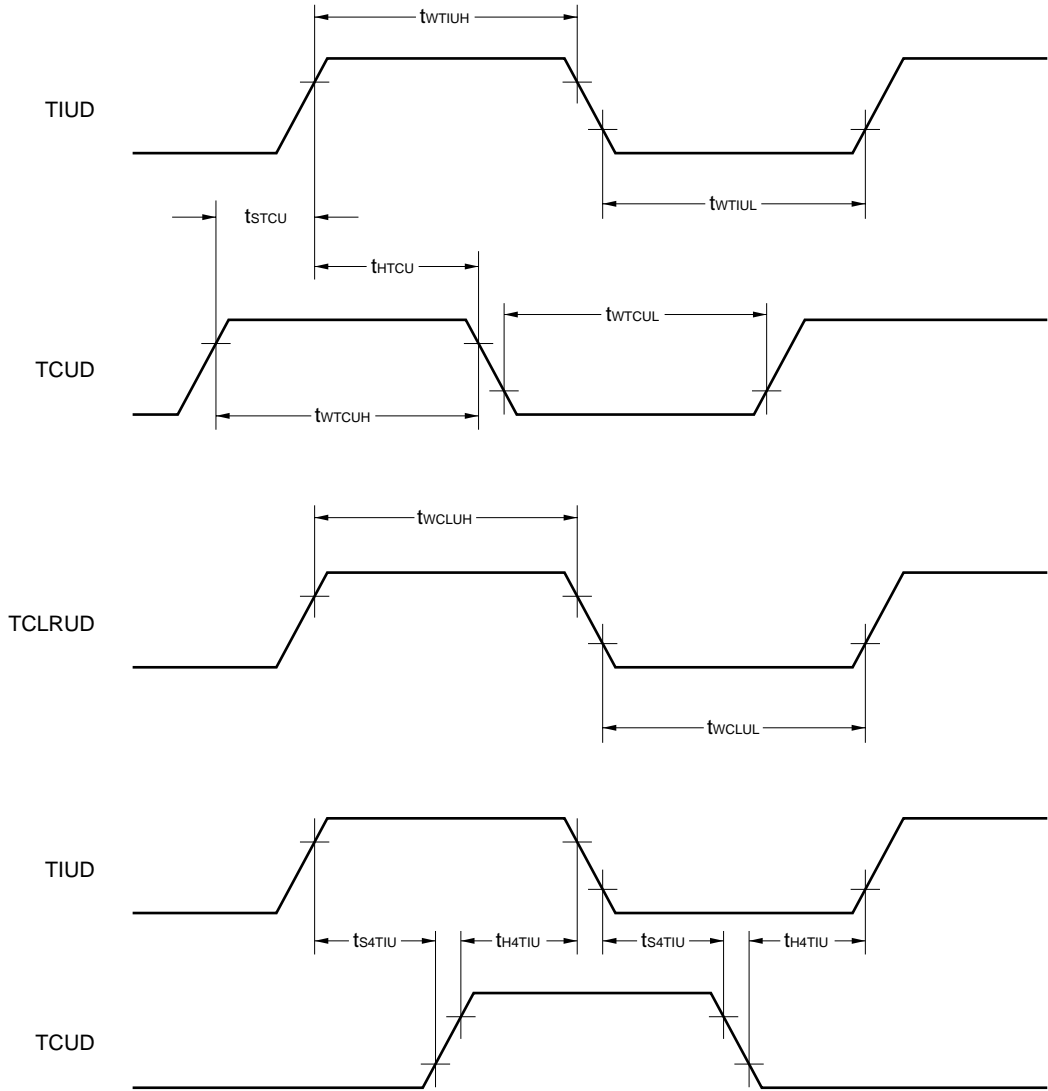 tWTIUH
TIUD
tWTIUL
tSTCU
tHTCU
tWTCUL
TCUD
tWTCUH
tWCLUH
TCLRUD
tWCLUL
TIUD
tS4TIU tH4TIU tS4TIU tH4TIU
TCUD